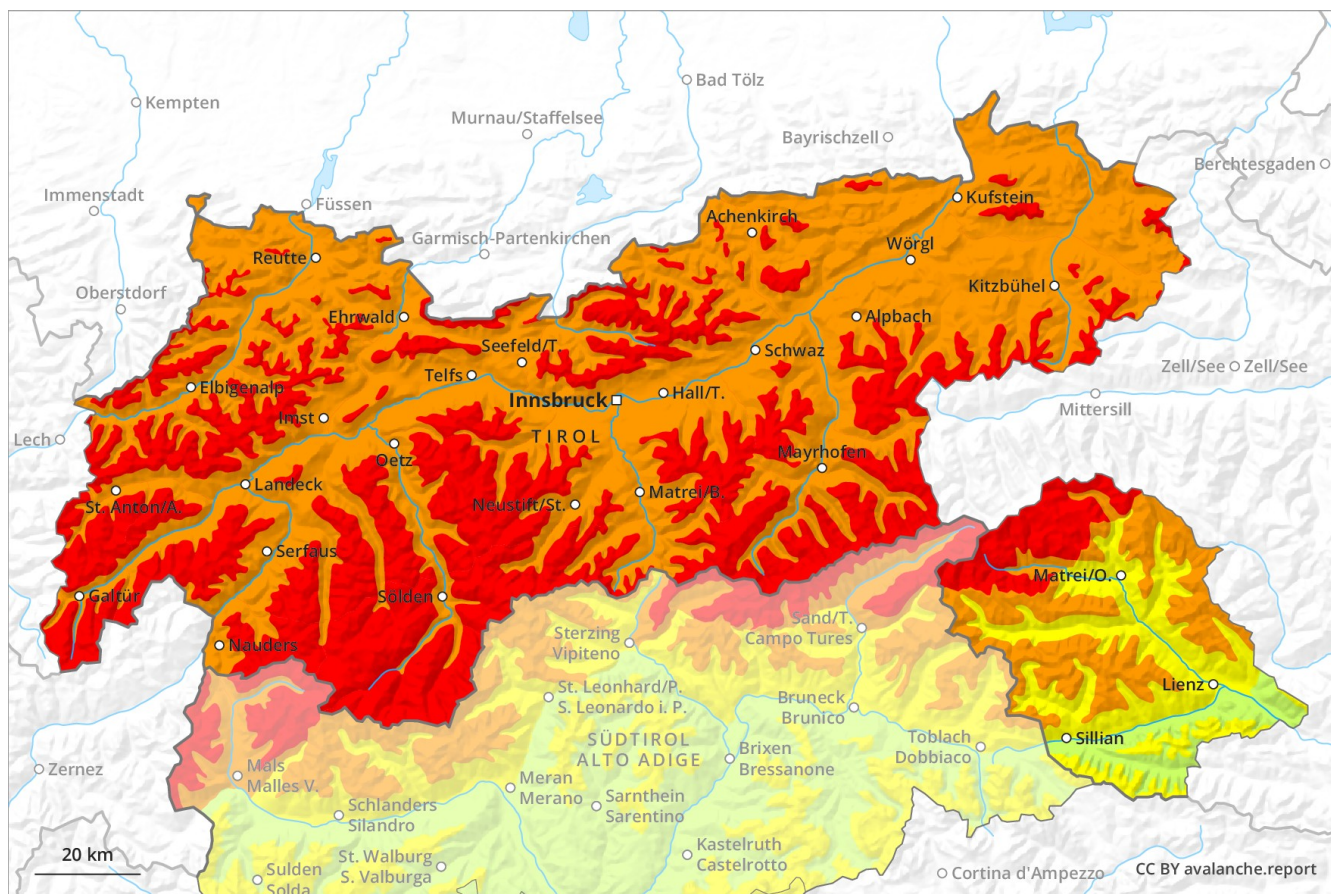 Bad Tölz
Kempten
Murnau/Staffelsee
Bayrischzell
Berchtesgaden
Immenstadt
Füssen
Kufstein
Achenkirch
Garmisch-Partenkirchen
Wörgl
Reutte
Oberstdorf
Kitzbühel
Ehrwald
Alpbach
Seefeld/T.
Schwaz
Zell/See
Zell/See
Telfs
Elbigenalp
Innsbruck
Hall/T.
Mittersill
Imst
Lech
TIROL
Oetz
Mayrhofen
Landeck
St. Anton/A.
Neustift/St.
Matrei/B.
Serfaus
Matrei/O.
Galtür
Sölden
Sand/T.
Campo Tures
Sterzing
Vipiteno
Nauders
Lienz
St. Leonhard/P.
S. Leonardo i. P.
Bruneck
Brunico
Sillian
SÜDTIROL
ALTO ADIGE
Toblach
Dobbiaco
Brixen
Bressanone
Zernez
Mals
Malles V.
Meran
Merano
Sarnthein
Sarentino
Schlanders
Silandro
Kastelruth
Castelrotto
20 km
St. Walburg
S. Valburga
Sulden
Solda
Cortina d'Ampezzo
CC BY avalanche.report